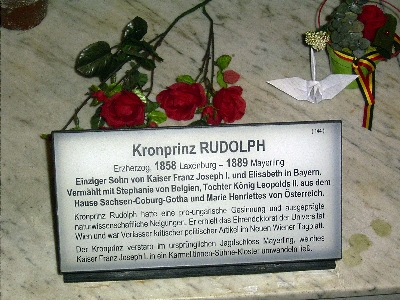 (144)
Kronprinz RUDOLPH
Erzherzog, 1858 Laxenburg – 1889 Mayerling
Einziger Sohn von Kaiser Franz Joseph I. und Elisabeth in Bayern.
Vermählt mit Stephanie von Belgien, Tochter König Leopolds II. aus dem
Hause Sachsen-Coburg-Gotha und Marie Henriettes von Österreich.
Kronprinz Rudolph hatte eine pro-ungarische Gesinnung und ausgeprägte
naturwissenschaftliche Neigungen. Er erhielt das Ehrendoktorat der Universität
Wien und war Verfasser kritischer politischer Artikel im Neuen Wiener Tagblatt.
Der Kronprinz verstarb im ursprünglichen Jagdschloss Mayerling, welches
Kaiser Franz Joseph I. in ein Karmelitinnen-Sühne-Kloster umwandeln ließ.